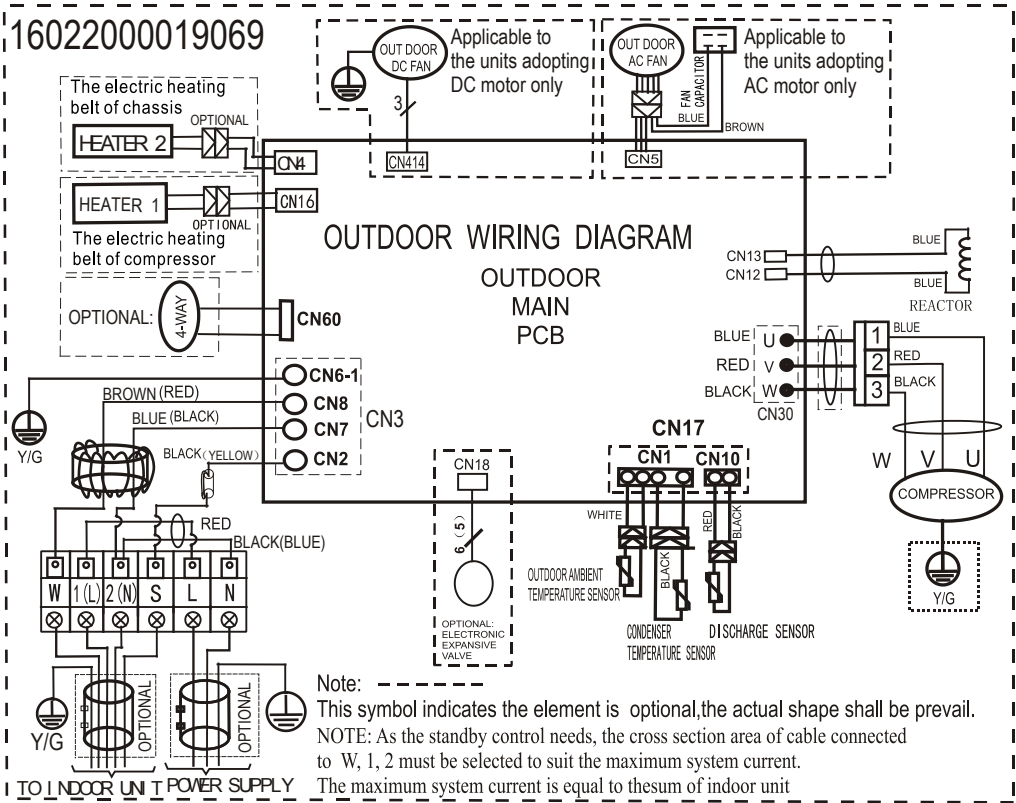 16022000019069
OUT DOOR
DC FAN
3
CN414
Applicable to
the units adopting
DC motor only
OUT DOOR
AC FAN
FAN
CAPACITOR
BLUE
BROWN
CN5
Applicable to
the units adopting
AC motor only
The electric heating
belt of chassis
OPTIONAL
HEATER 2
CN4
HEATER 1
CN16
OPTIONAL
The electric heating
belt of compressor
OPTIONAL:
4-WAY
CN60
OUTDOOR WIRING DIAGRAM
OUTDOOR
MAIN
PCB
CN13
CN12
BLUE
BLUE
REACTOR
BLUE U
RED V
BLACK W
CN30
1 BLUE
2 RED
3 BLACK
W V U
COMPRESSOR
Y/G
CN6-1
CN8
CN7
CN2
CN3
BROWN(RED)
BLUE(BLACK)
BLACK(YELLOW)
Y/G
RED
BLACK(BLUE)
W 1(L) 2(N) S L N
Y/G
OPTIONAL
OPTIONAL
TO INDOOR UNIT POWER SUPPLY
CN18
6 (5)
OPTIONAL:
ELECTRONIC
EXPANSIVE
VALVE
CN17
CN1 CN10
WHITE
BLACK
RED
BLACK
OUTDOOR AMBIENT
TEMPERATURE SENSOR
CONDENSER
TEMPERATURE SENSOR
DISCHARGE SENSOR
Note:
This symbol indicates the element is optional,the actual shape shall be prevail.
NOTE: As the standby control needs, the cross section area of cable connected
to W, 1, 2 must be selected to suit the maximum system current.
The maximum system current is equal to thesum of indoor unit